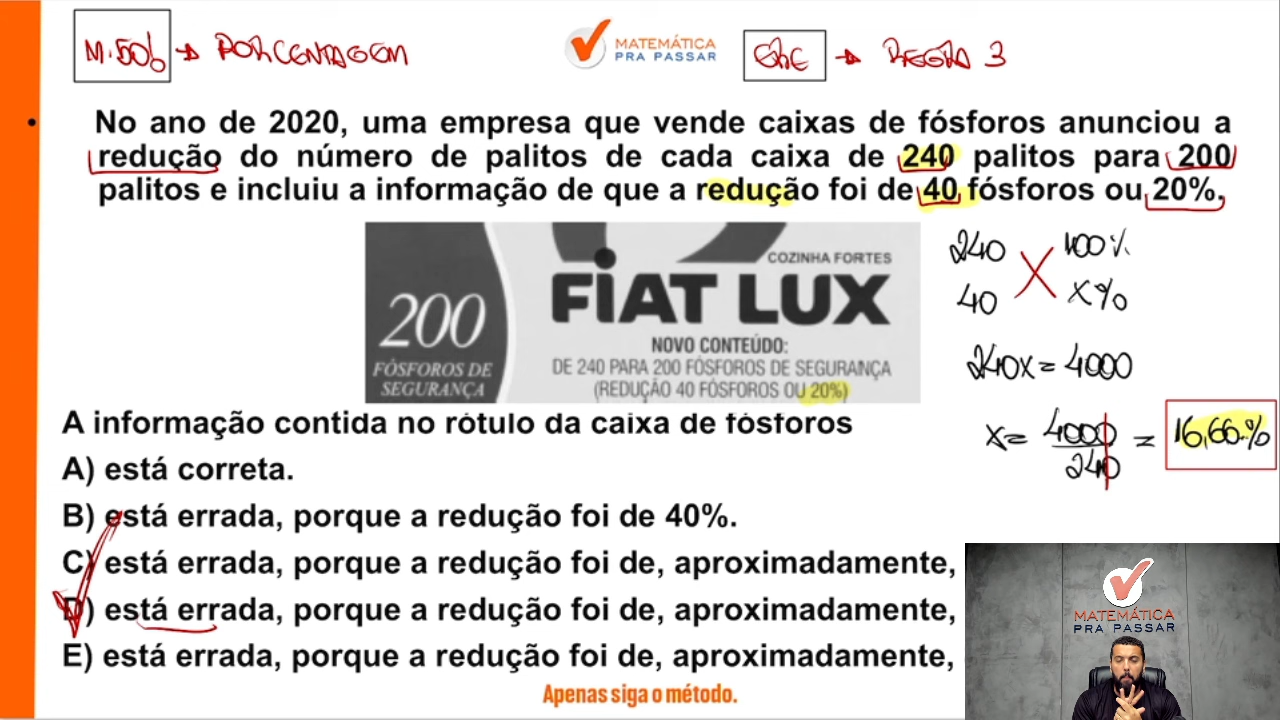 M.50% → PORCENTAGEM
MATEMÁTICA
PRA PASSAR
→ REGRA 3
• No ano de 2020, uma empresa que vende caixas de fósforos anunciou a
redução do número de palitos de cada caixa de 240 palitos para 200
palitos e incluiu a informação de que a redução foi de 40 fósforos ou 20%.
COZINHA FORTES
FIAT LUX
200
FÓSFOROS DE
SEGURANÇA
NOVO CONTEÚDO:
DE 240 PARA 200 FÓSFOROS DE SEGURANÇA
(REDUÇÃO 40 FÓSFOROS OU 20%)
240 100%
40 X%
240X = 4000
X = 4000/240 = 16,66..%
A informação contida no rótulo da caixa de fósforos
A) está correta.
B) está errada, porque a redução foi de 40%.
C) está errada, porque a redução foi de, aproximadamente,
D) está errada, porque a redução foi de, aproximadamente,
E) está errada, porque a redução foi de, aproximadamente,
Apenas siga o método.
MATEMÁTICA
PRA PASSAR